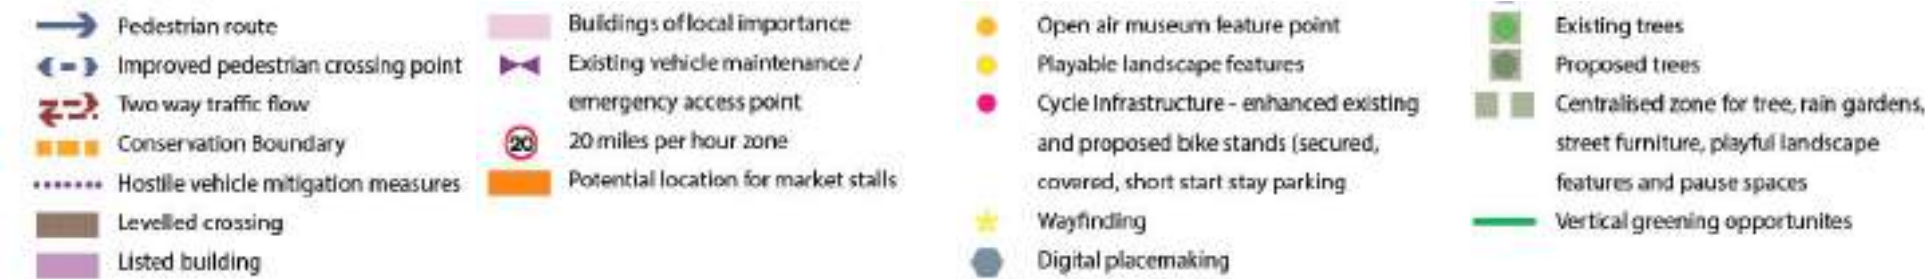 Pedestrian route
Improved pedestrian crossing point
Two way traffic flow
Conservation Boundary
Hostile vehicle mitigation measures
Levelled crossing
Listed building
Buildings of local importance
Existing vehicle maintenance /
emergency access point
20
20 miles per hour zone
Potential location for market stalls
Open air museum feature point
Playable landscape features
Cycle Infrastructure - enhanced existing
and proposed bike stands (secured,
covered, short start stay parking
Wayfinding
Digital placemaking
Existing trees
Proposed trees
Centralised zone for tree, rain gardens,
street furniture, playful landscape
features and pause spaces
Vertical greening opportunites